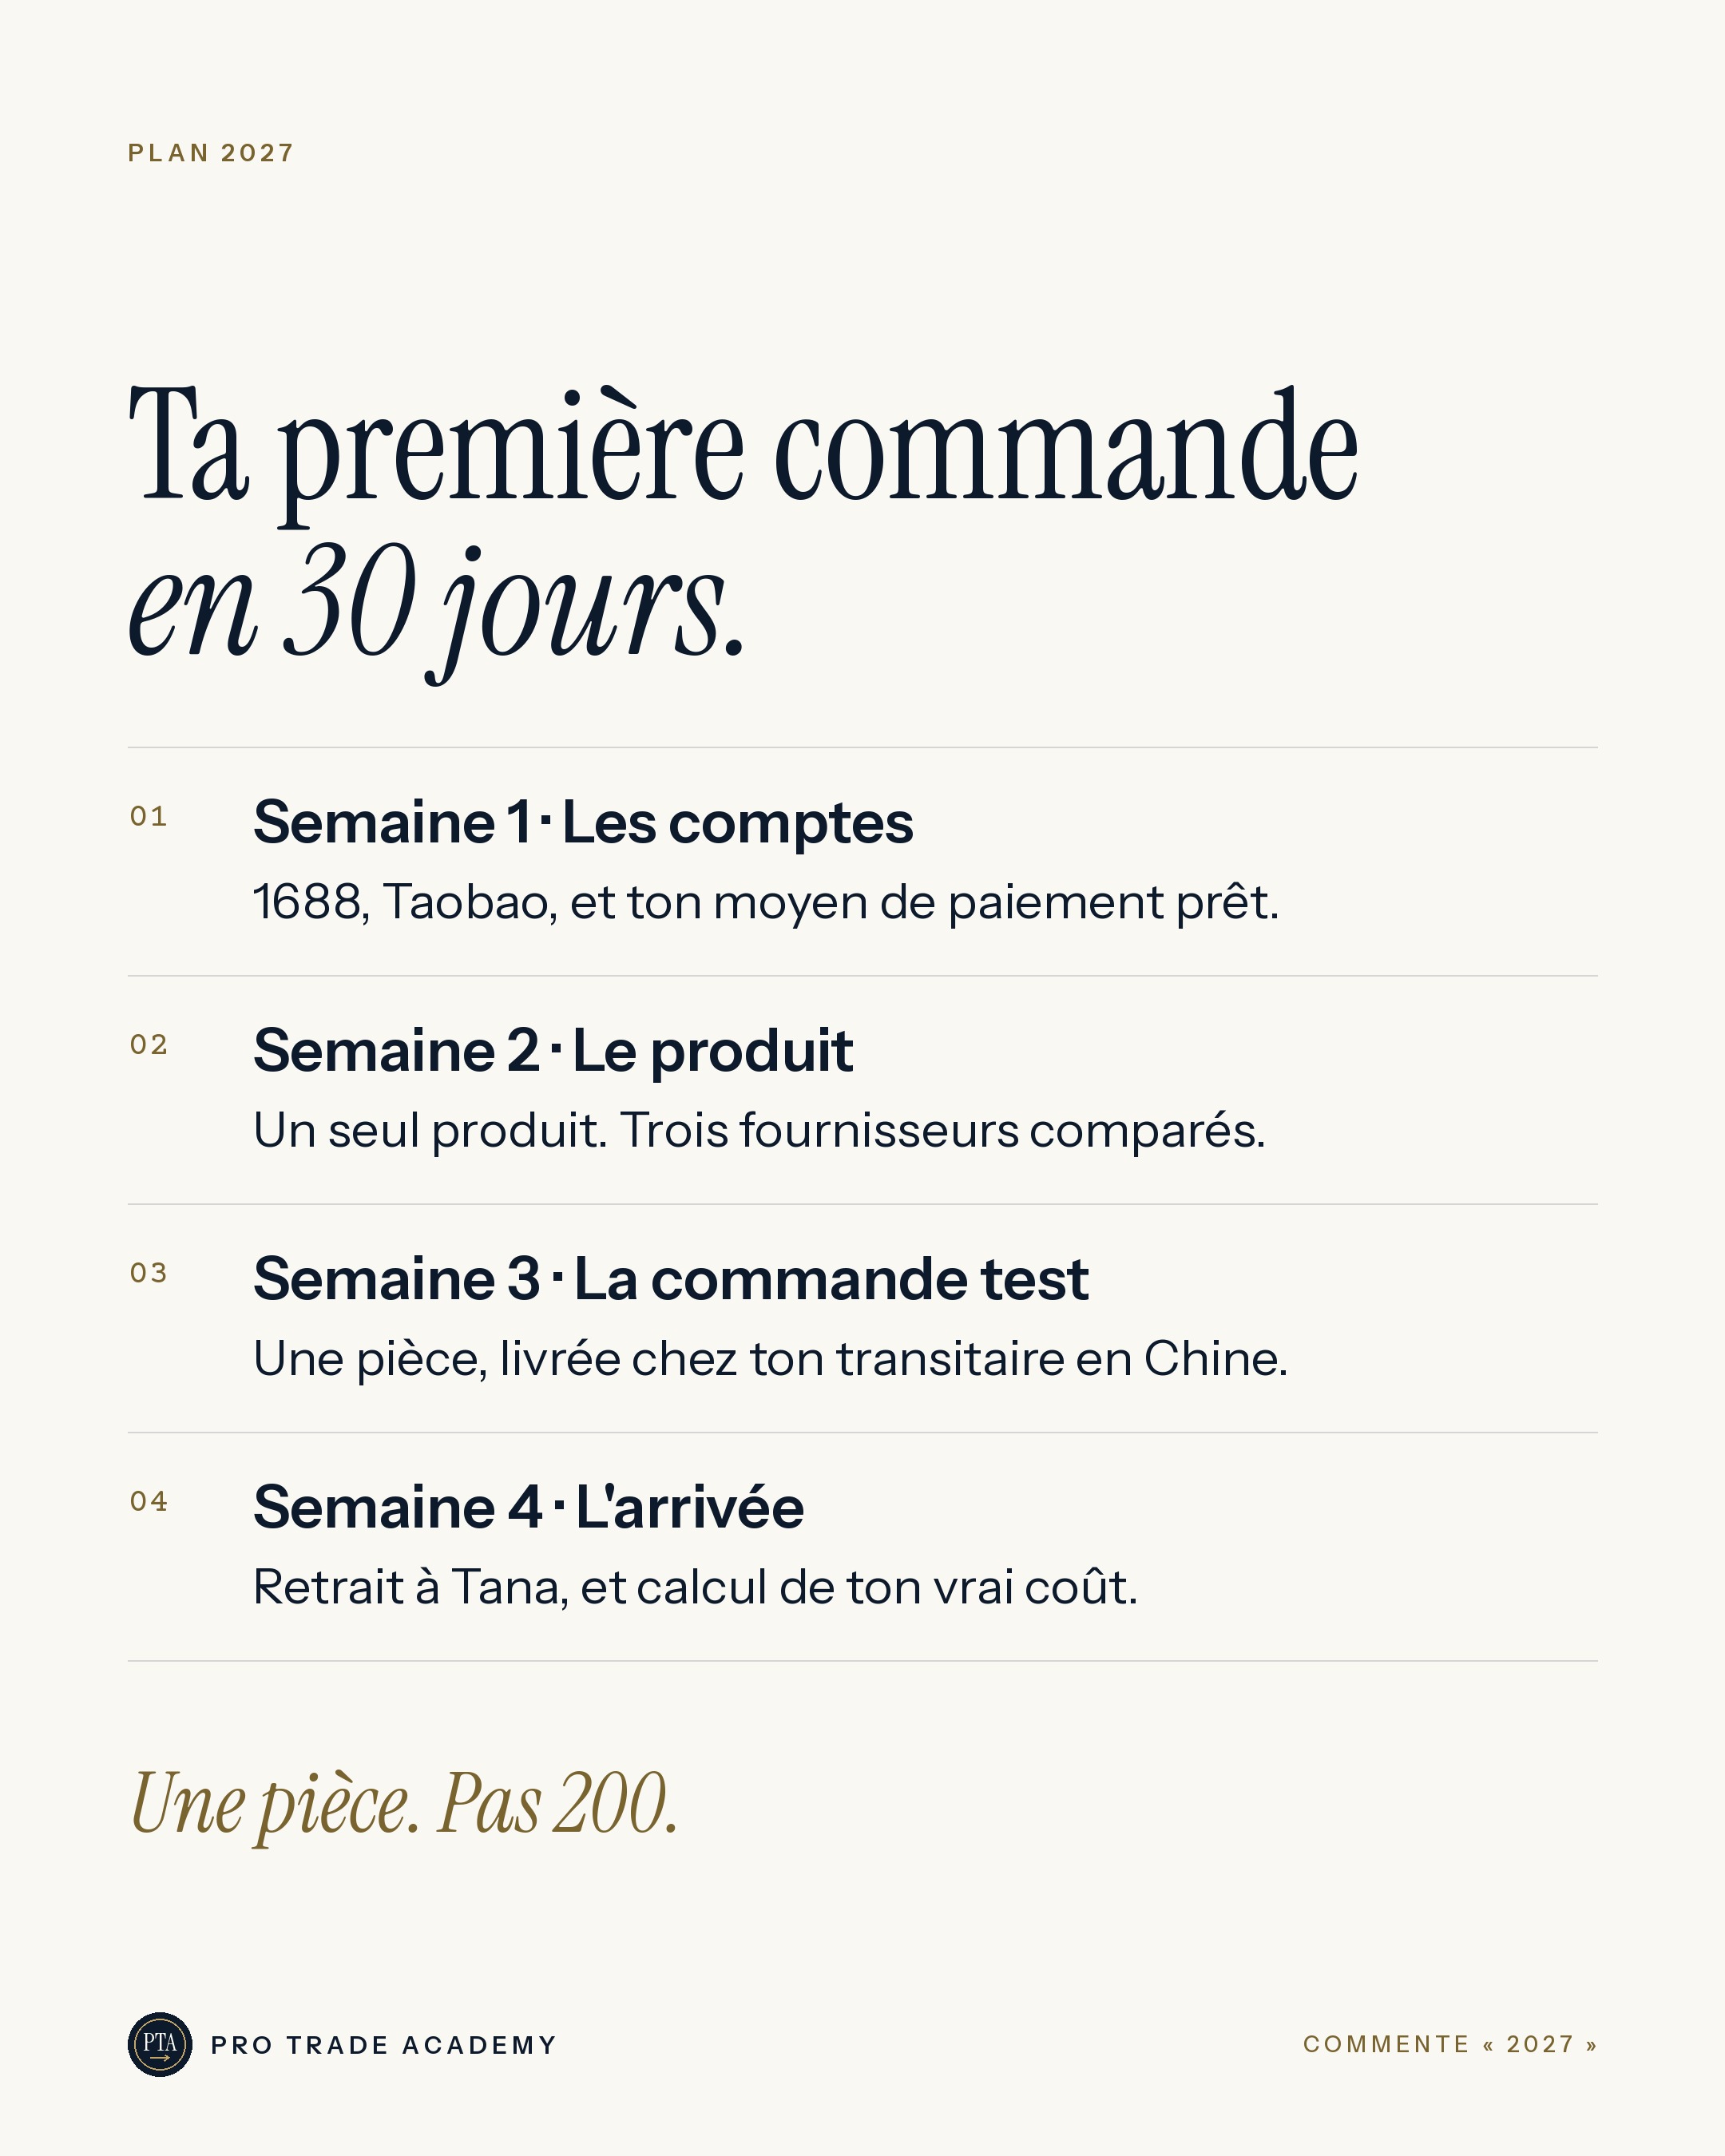 PLAN 2027
Ta première commande
en 30 jours.
01
Semaine 1 · Les comptes
1688, Taobao, et ton moyen de paiement prêt.
02
Semaine 2 · Le produit
Un seul produit. Trois fournisseurs comparés.
03
Semaine 3 · La commande test
Une pièce, livrée chez ton transitaire en Chine.
04
Semaine 4 · L'arrivée
Retrait à Tana, et calcul de ton vrai coût.
Une pièce. Pas 200.
PTA
PRO TRADE ACADEMY
COMMENTE « 2027 »